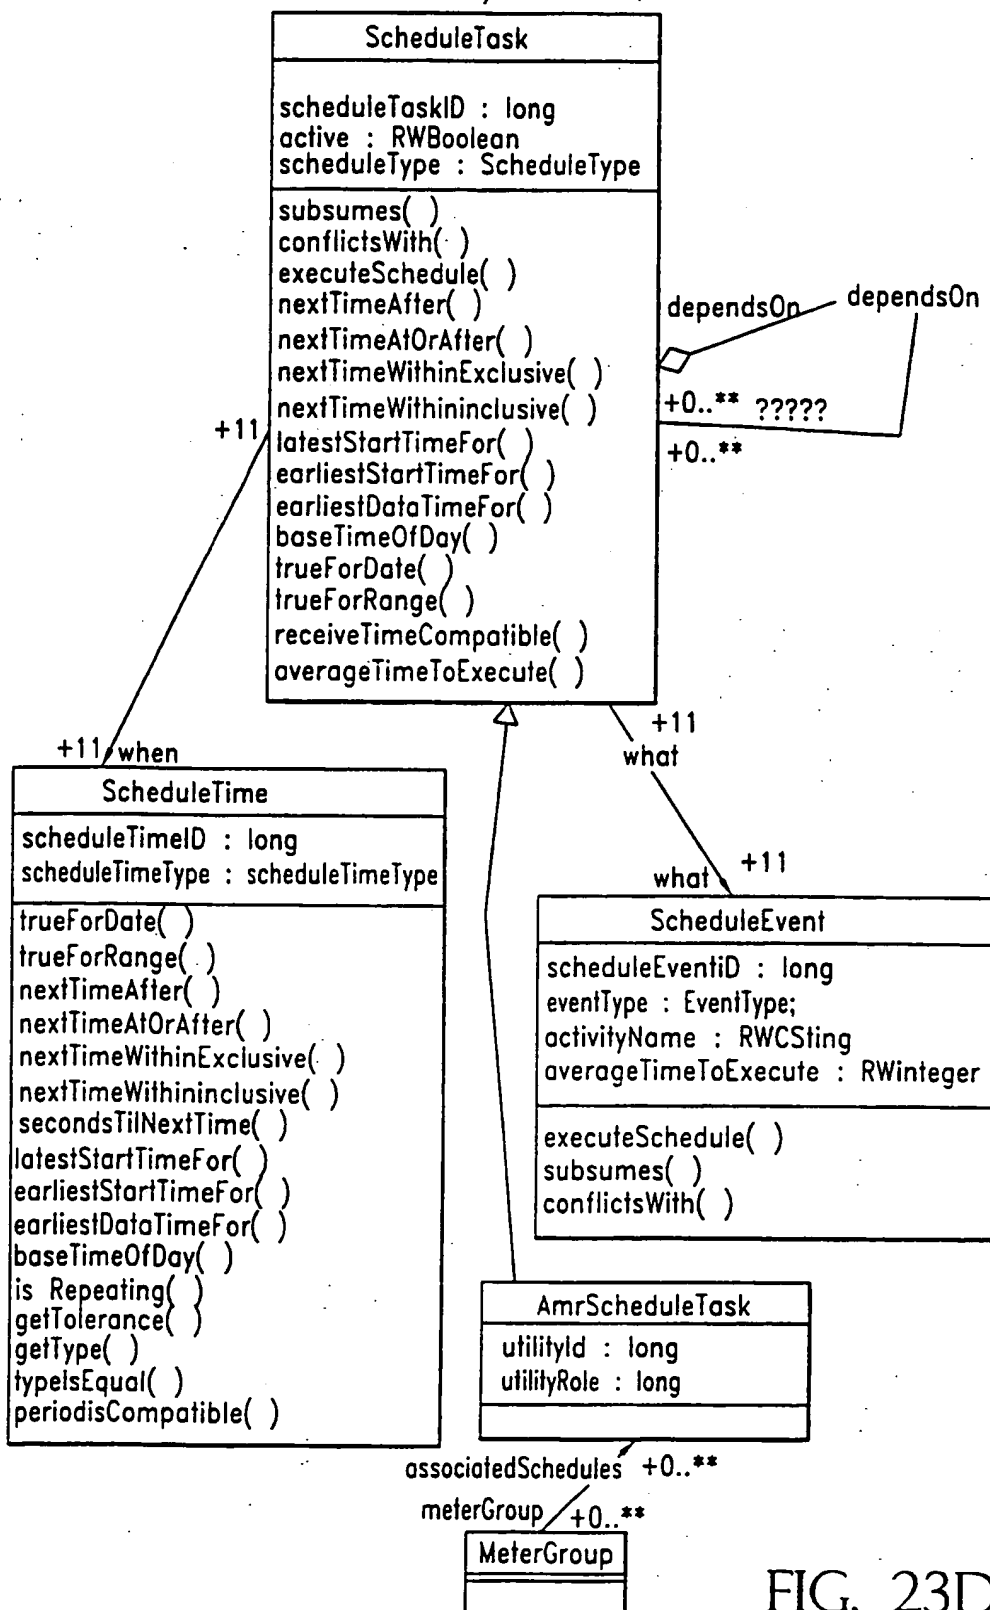 ScheduleTask
scheduleTaskID : long
active : RWBoolean
scheduleType : ScheduleType
subsumes( )
conflictsWith( )
executeSchedule( )
nextTimeAfter( )
nextTimeAtOrAfter( )
nextTimeWithinExclusive( )
nextTimeWithininclusive( )
latestStartTimeFor( )
earliestStartTimeFor( )
earliestDataTimeFor( )
baseTimeOfDay( )
trueForDate( )
trueForRange( )
receiveTimeCompatible( )
averageTimeToExecute( )
dependsOn
dependsOn
+0..** ?????
+0..**
+11
+11
what
+11 when
ScheduleTime
scheduleTimeID : long
scheduleTimeType : scheduleTimeType
trueForDate( )
trueForRange( )
nextTimeAfter( )
nextTimeAtOrAfter( )
nextTimeWithinExclusive( )
nextTimeWithininclusive( )
secondsTilNextTime( )
latestStartTimeFor( )
earliestStartTimeFor( )
earliestDataTimeFor( )
baseTimeOfDay( )
is Repeating( )
getTolerance( )
getType( )
typeIsEqual( )
periodisCompatible( )
+11
what
ScheduleEvent
scheduleEventiD : long
eventType : EventType;
activityName : RWCSting
averageTimeToExecute : RWinteger
executeSchedule( )
subsumes( )
conflictsWith( )
AmrScheduleTask
utilityId : long
utilityRole : long
associatedSchedules +0..**
meterGroup +0..**
MeterGroup
FIG. 23D